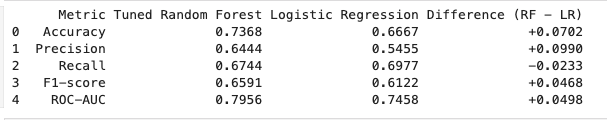 Metric Tuned Random Forest Logistic Regression Difference (RF − LR)
0 Accuracy 0.7368 0.6667 +0.0702
1 Precision 0.6444 0.5455 +0.0990
2 Recall 0.6744 0.6977 −0.0233
3 F1−score 0.6591 0.6122 +0.0468
4 ROC−AUC 0.7956 0.7458 +0.0498